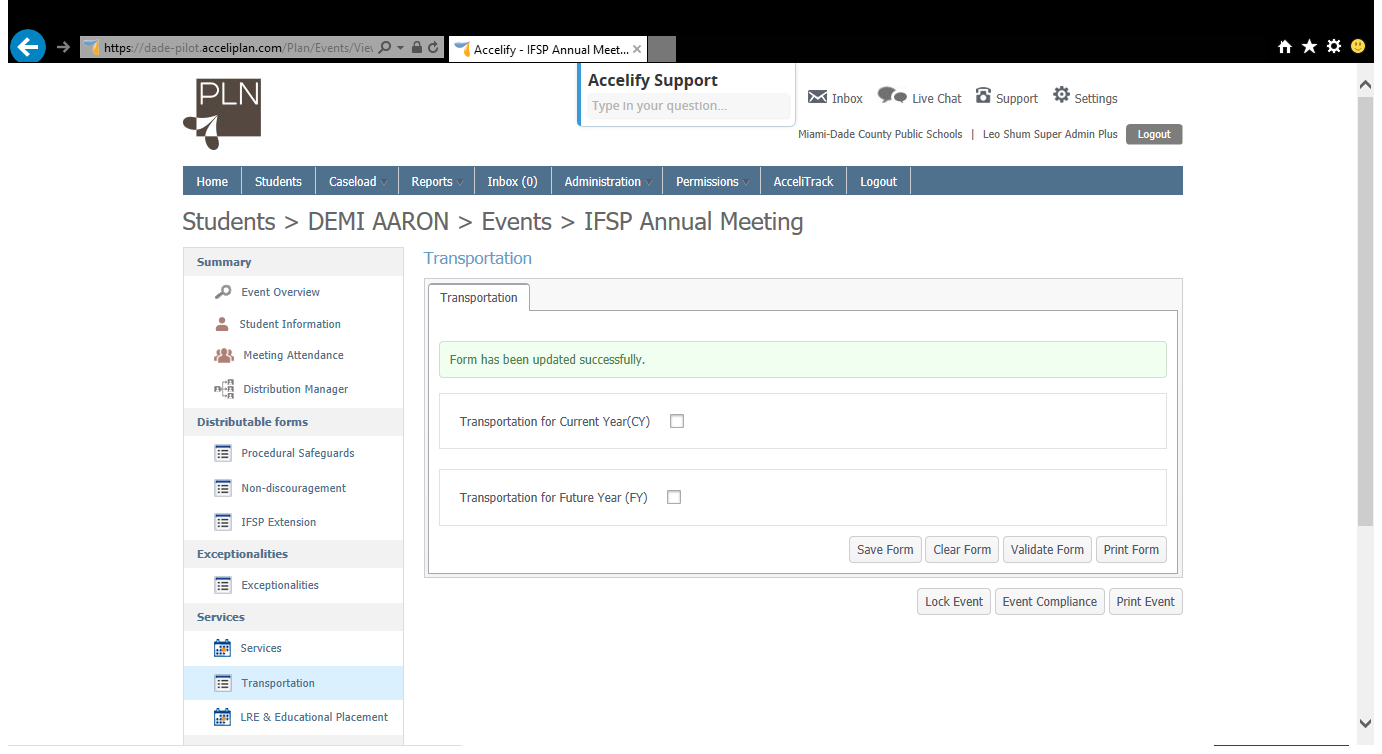 https://dade-pilot.acceliplan.com/Plan/Events/Vie
Accelify - IFSP Annual Meet...
PLN
Accelify Support
Type in your question...
Inbox
Live Chat
Support
Settings
Miami-Dade County Public Schools | Leo Shum Super Admin Plus
Logout
Home
Students
Caseload
Reports
Inbox (0)
Administration
Permissions
AcceliTrack
Logout
Students > DEMI AARON > Events > IFSP Annual Meeting
Summary
Event Overview
Student Information
Meeting Attendance
Distribution Manager
Distributable forms
Procedural Safeguards
Non-discouragement
IFSP Extension
Exceptionalities
Exceptionalities
Services
Services
Transportation
LRE & Educational Placement
Transportation
Transportation
Form has been updated successfully.
Transportation for Current Year(CY)
Transportation for Future Year (FY)
Save Form
Clear Form
Validate Form
Print Form
Lock Event
Event Compliance
Print Event